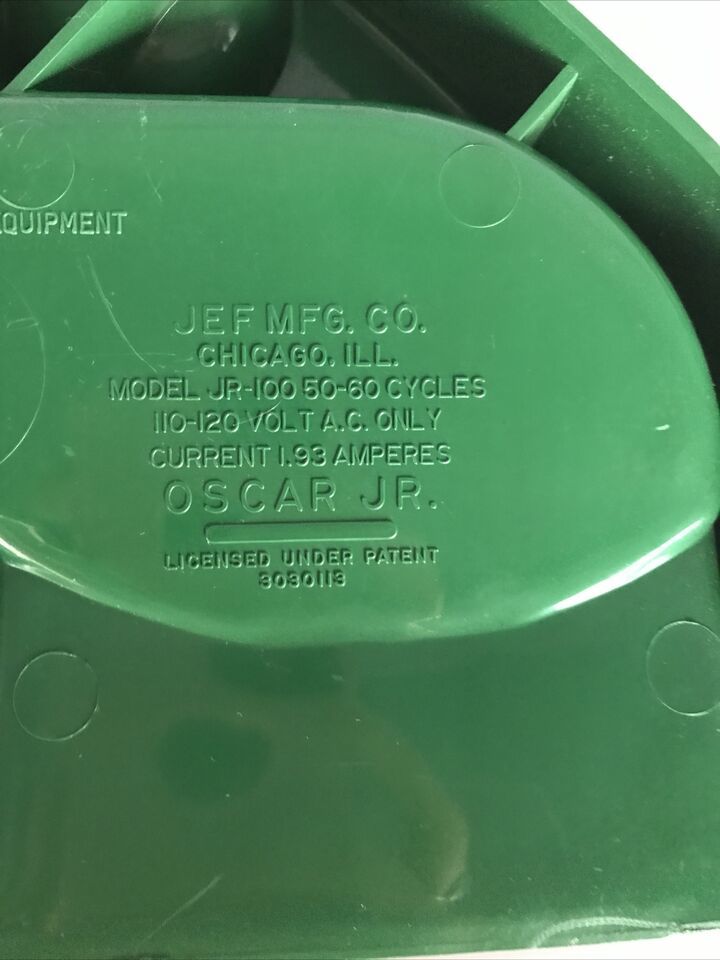 EQUIPMENT
JEF MFG. CO.
CHICAGO, ILL.
MODEL JR-100 50-60 CYCLES
110-120 VOLT A.C. ONLY
CURRENT 1.93 AMPERES
OSCAR JR.
LICENSED UNDER PATENT
3030113